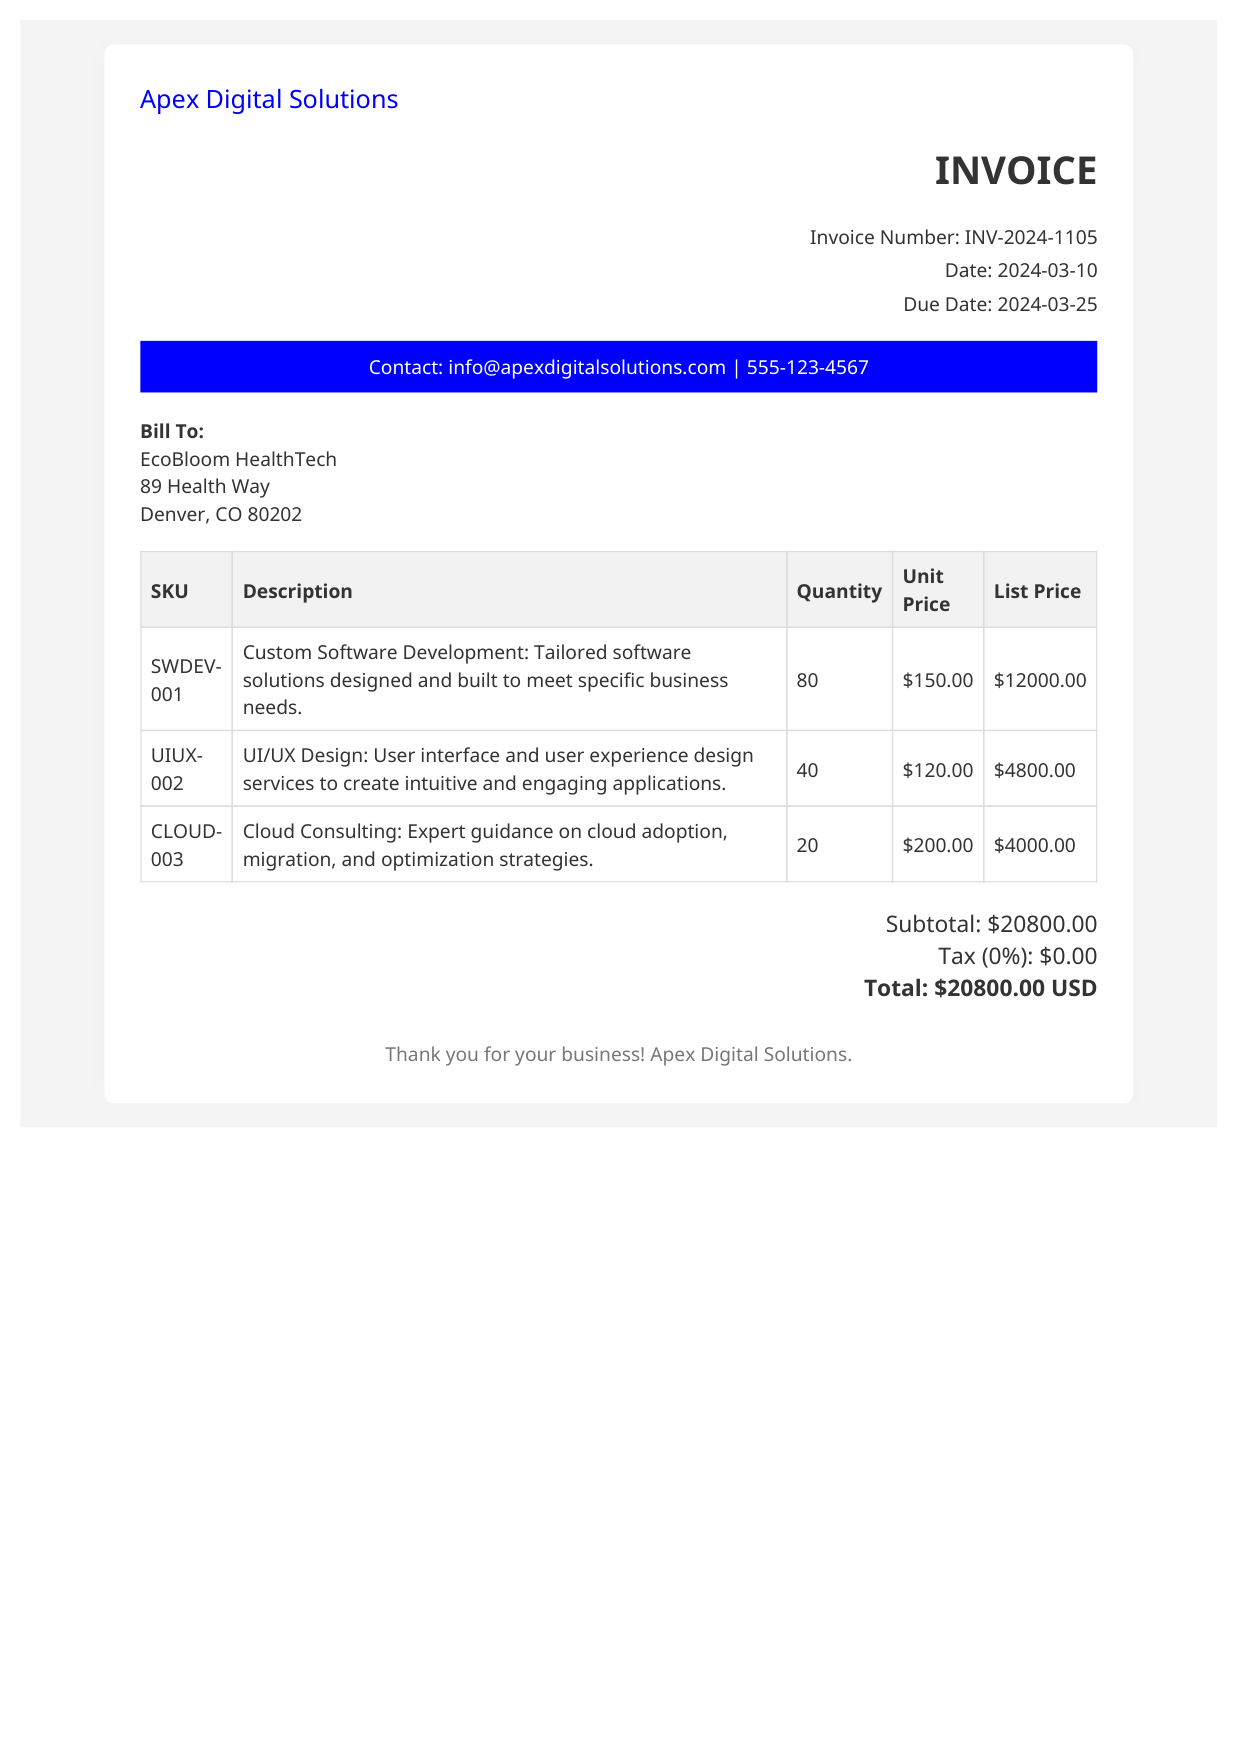 Apex Digital Solutions
INVOICE
Invoice Number: INV-2024-1105
Date: 2024-03-10
Due Date: 2024-03-25
Contact: info@apexdigitalsolutions.com | 555-123-4567
Bill To:
EcoBloom HealthTech
89 Health Way
Denver, CO 80202
SKU Description Quantity Unit Price List Price
SWDEV-001 Custom Software Development: Tailored software
solutions designed and built to meet specific business
needs. 80 $150.00 $12000.00
UIUX-002 UI/UX Design: User interface and user experience design
services to create intuitive and engaging applications. 40 $120.00 $4800.00
CLOUD-003 Cloud Consulting: Expert guidance on cloud adoption,
migration, and optimization strategies. 20 $200.00 $4000.00
Subtotal: $20800.00
Tax (0%): $0.00
Total: $20800.00 USD
Thank you for your business! Apex Digital Solutions.